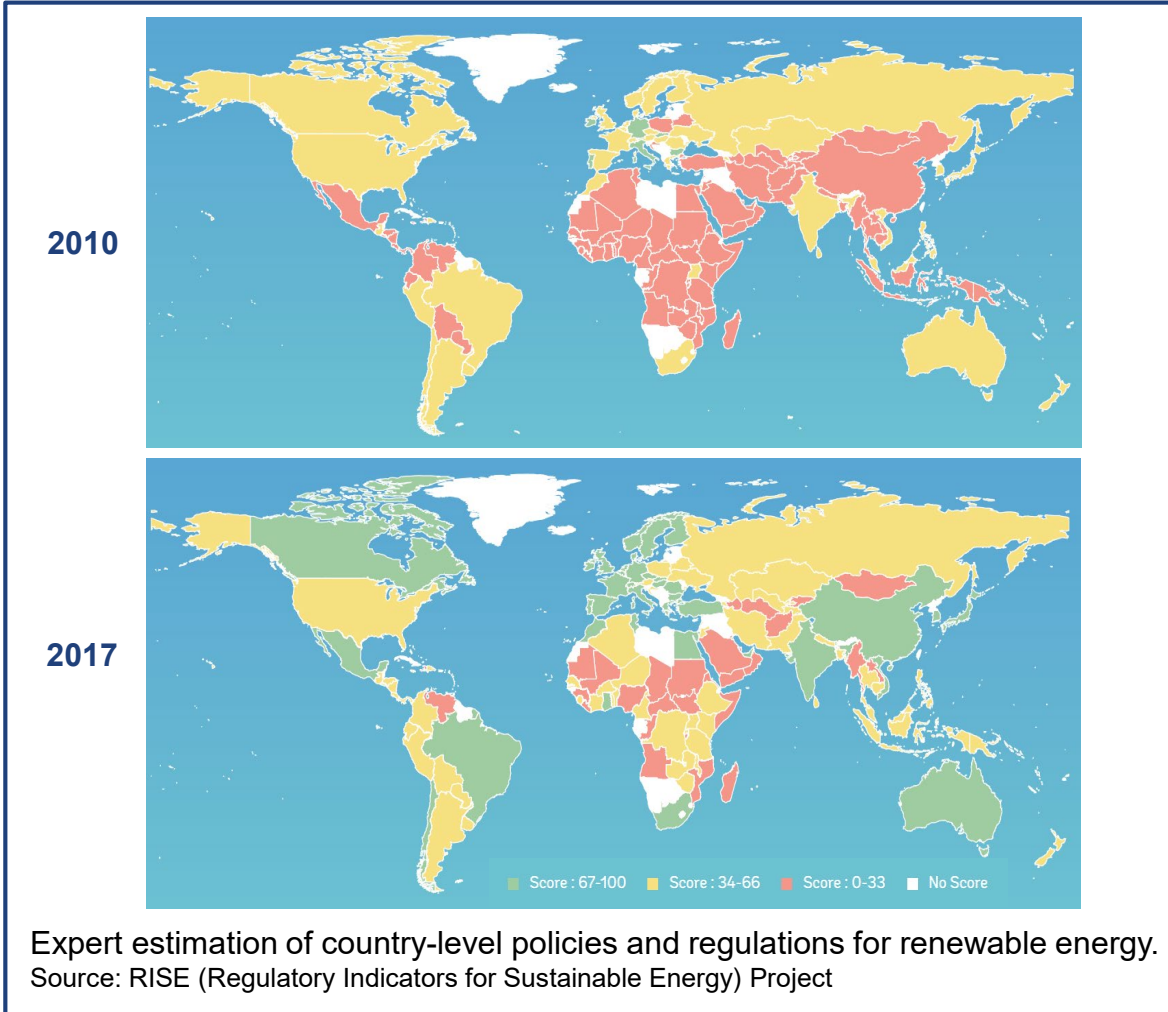 2010
2017
Score : 67-100 Score : 34-66 Score : 0-33 No Score
Expert estimation of country-level policies and regulations for renewable energy.
Source: RISE (Regulatory Indicators for Sustainable Energy) Project